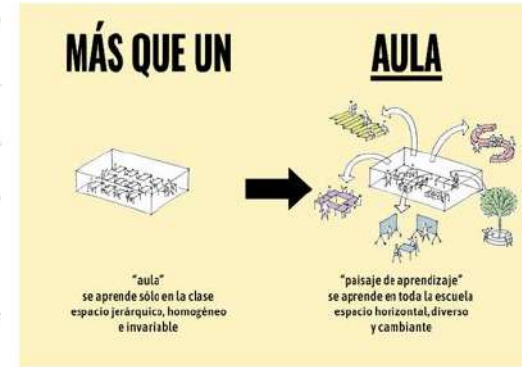 MÁS QUE UN AULA
"aula"
se aprende sólo en la clase
espacio jerárquico, homogéneo
e invariable
"paisaje de aprendizaje"
se aprende en toda la escuela
espacio horizontal, diverso
y cambiante